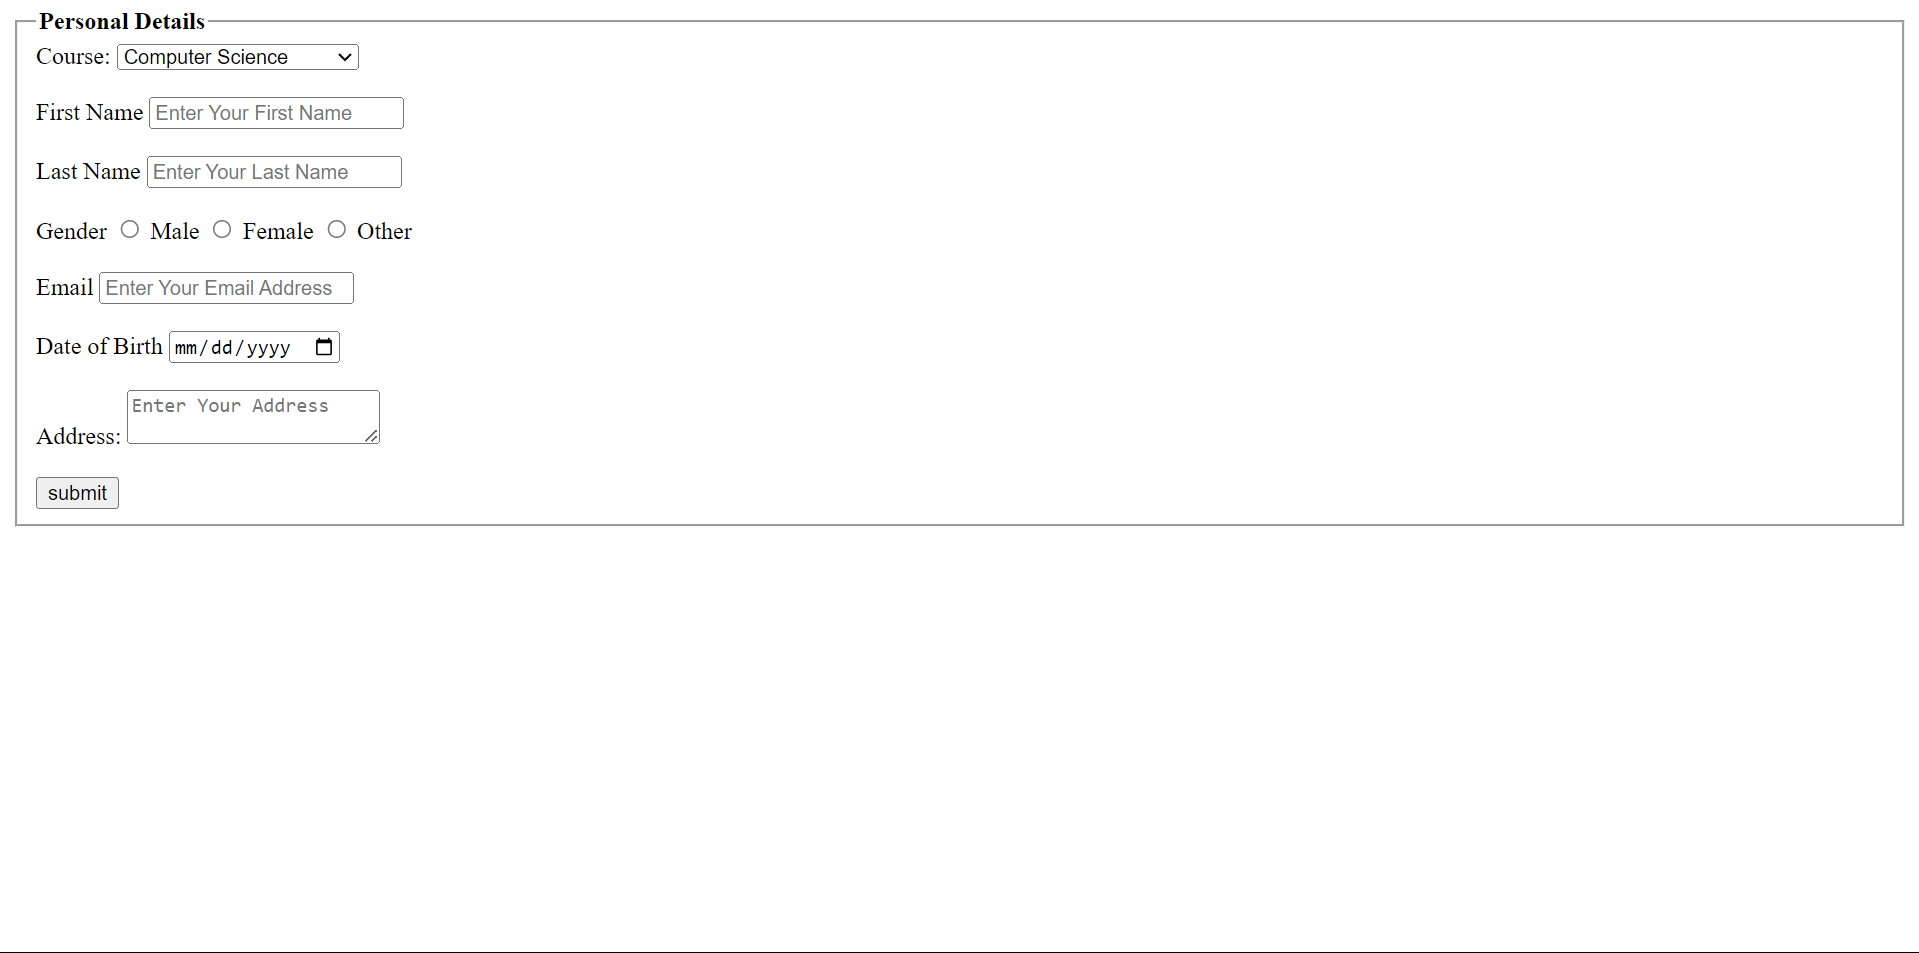 Personal Details
Course: Computer Science
First Name Enter Your First Name
Last Name Enter Your Last Name
Gender Male Female Other
Email Enter Your Email Address
Date of Birth mm/dd/yyyy
Enter Your Address
Address:
submit